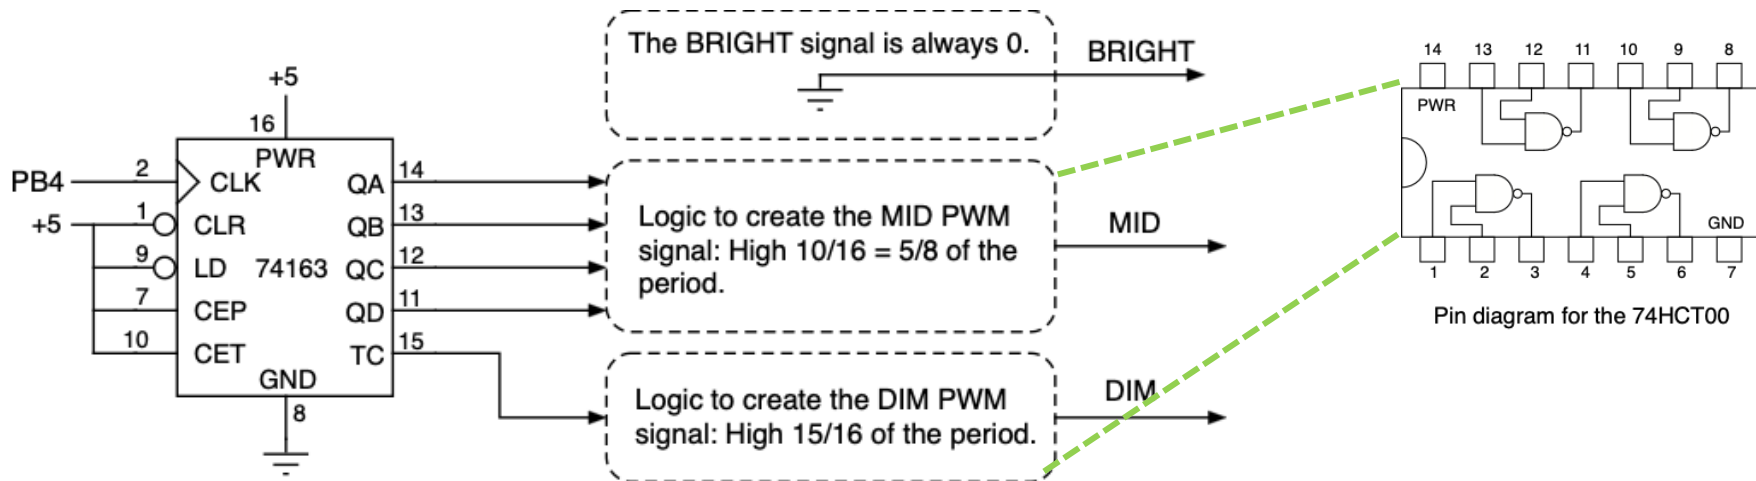 +5
16
PWR
PB4
2
CLK
QA
14
+5
1
CLR
QB
13
9
LD
74163
QC
12
7
CEP
QD
11
10
CET
TC
15
GND
8
The BRIGHT signal is always 0.
BRIGHT
Logic to create the MID PWM
signal: High 10/16 = 5/8 of the
period.
MID
Logic to create the DIM PWM
signal: High 15/16 of the period.
DIM
14 13 12 11 10 9 8
PWR
GND
1 2 3 4 5 6 7
Pin diagram for the 74HCT00